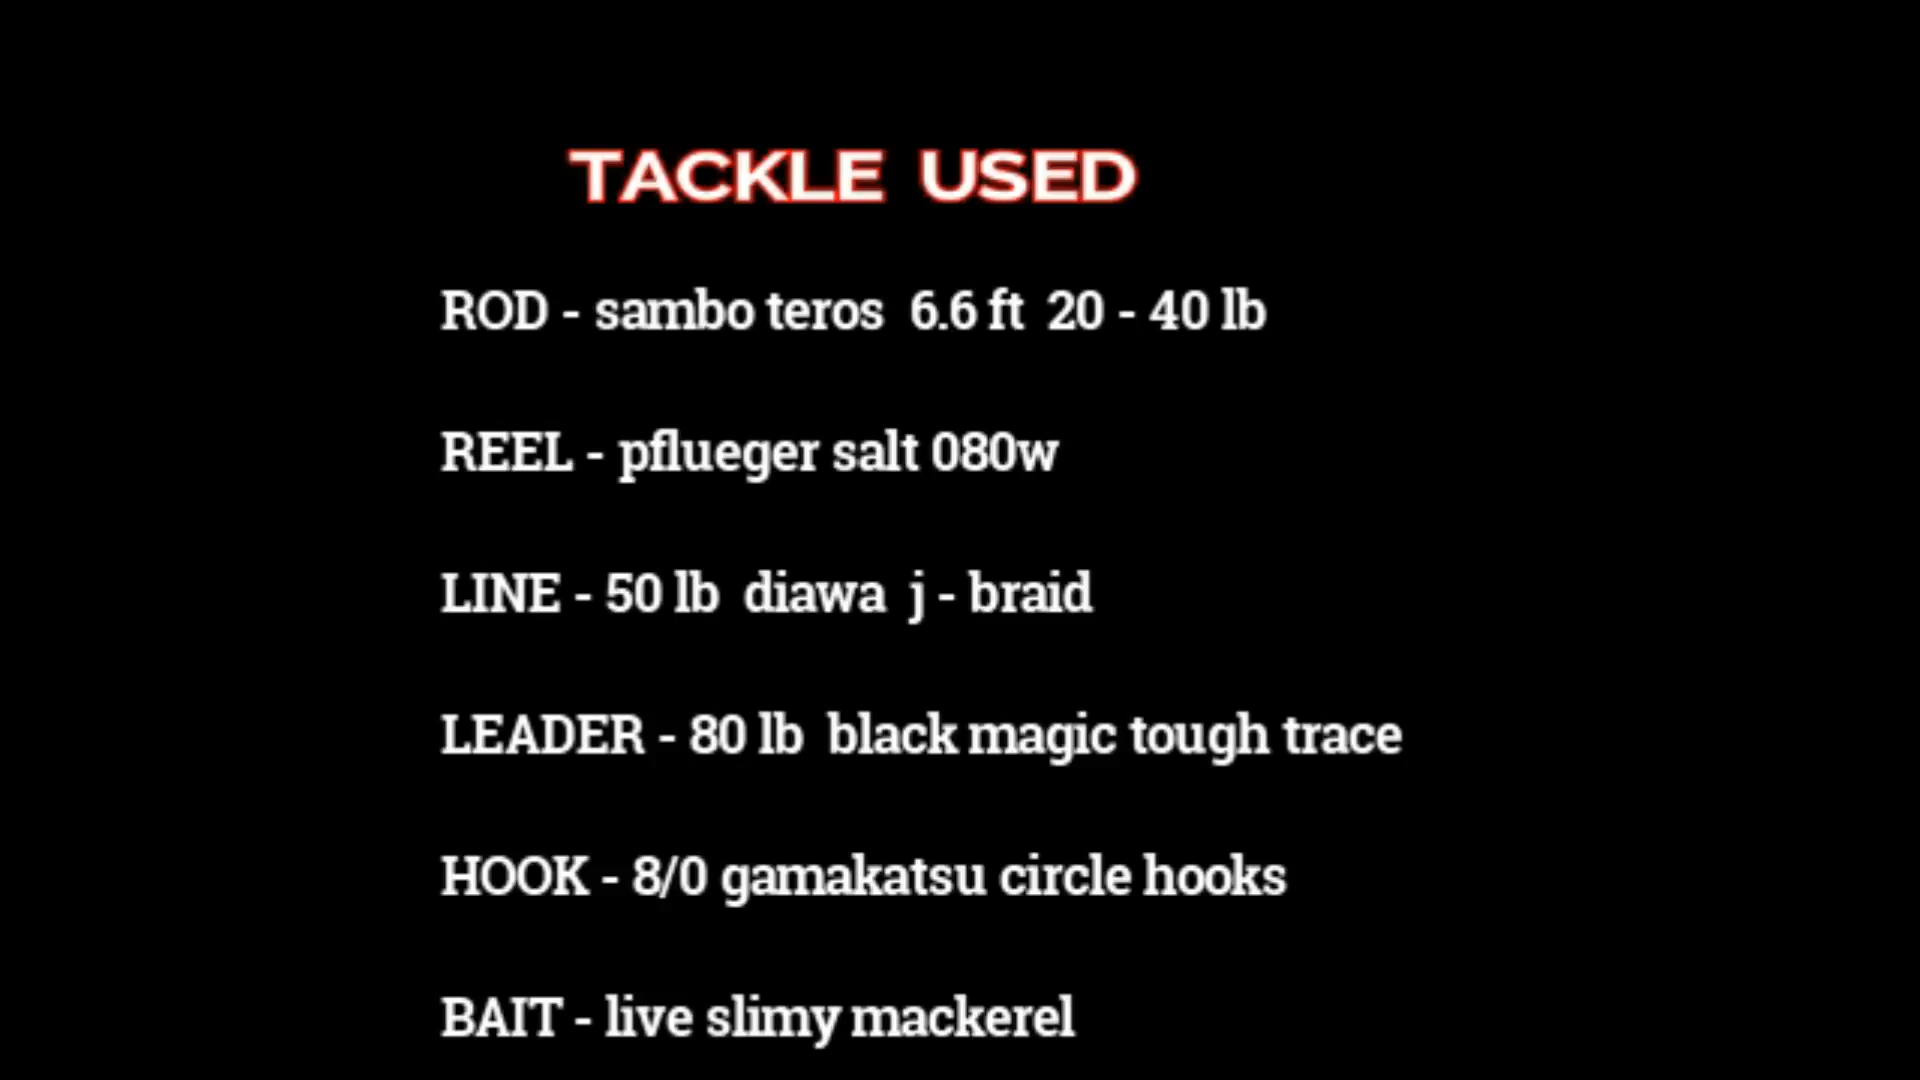 TACKLE USED
ROD - sambo teros 6.6 ft 20 - 40 lb
REEL - pflueger salt 080w
LINE - 50 lb diawa j - braid
LEADER - 80 lb black magic tough trace
HOOK - 8/0 gamakatsu circle hooks
BAIT - live slimy mackerel